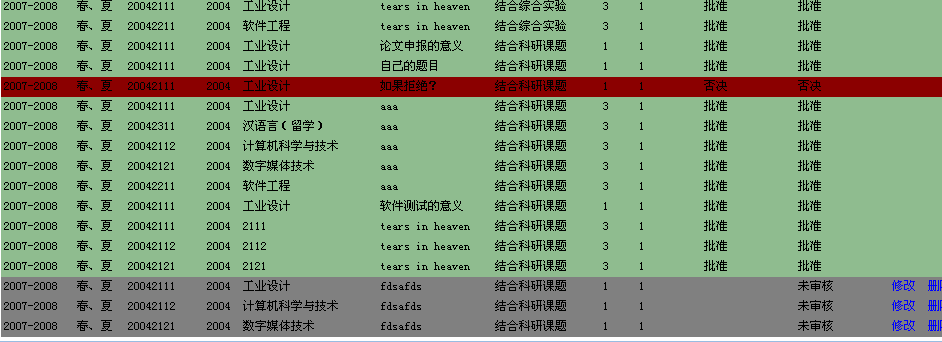 2007-2008 春、夏 20042111 2004 工业设计 tears in heaven 结合综合实验 3 1 批准 批准
2007-2008 春、夏 20042211 2004 软件工程 tears in heaven 结合综合实验 3 1 批准 批准
2007-2008 春、夏 20042111 2004 工业设计 论文申报的意义 结合科研课题 1 1 批准 批准
2007-2008 春、夏 20042111 2004 工业设计 自己的题目 结合科研课题 1 1 批准 批准
2007-2008 春、夏 20042111 2004 工业设计 如果拒绝? 结合科研课题 1 1 否决 否决
2007-2008 春、夏 20042111 2004 工业设计 aaa 结合科研课题 3 1 批准 批准
2007-2008 春、夏 20042311 2004 汉语言（留学） aaa 结合科研课题 3 1 批准 批准
2007-2008 春、夏 20042112 2004 计算机科学与技术 aaa 结合科研课题 3 1 批准 批准
2007-2008 春、夏 20042121 2004 数字媒体技术 aaa 结合科研课题 3 1 批准 批准
2007-2008 春、夏 20042211 2004 软件工程 aaa 结合科研课题 3 1 批准 批准
2007-2008 春、夏 20042111 2004 工业设计 软件测试的意义 结合科研课题 1 1 批准 批准
2007-2008 春、夏 20042111 2004 2111 tears in heaven 结合科研课题 3 1 批准 批准
2007-2008 春、夏 20042112 2004 2112 tears in heaven 结合科研课题 3 1 批准 批准
2007-2008 春、夏 20042121 2004 2121 tears in heaven 结合科研课题 3 1 批准 批准
2007-2008 春、夏 20042111 2004 工业设计 fdsafds 结合科研课题 1 1 未审核 修改 删
2007-2008 春、夏 20042112 2004 计算机科学与技术 fdsafds 结合科研课题 1 1 未审核 修改 删
2007-2008 春、夏 20042121 2004 数字媒体技术 fdsafds 结合科研课题 1 1 未审核 修改 删